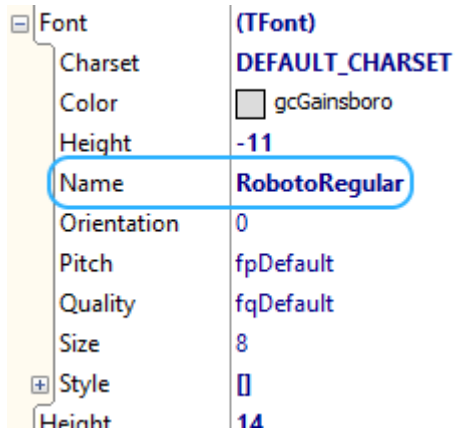 Font (TFont)
Charset DEFAULT_CHARSET
Color gcGainsboro
Height -11
Name RobotoRegular
Orientation 0
Pitch fpDefault
Quality fqDefault
Size 8
Style []
Height 14